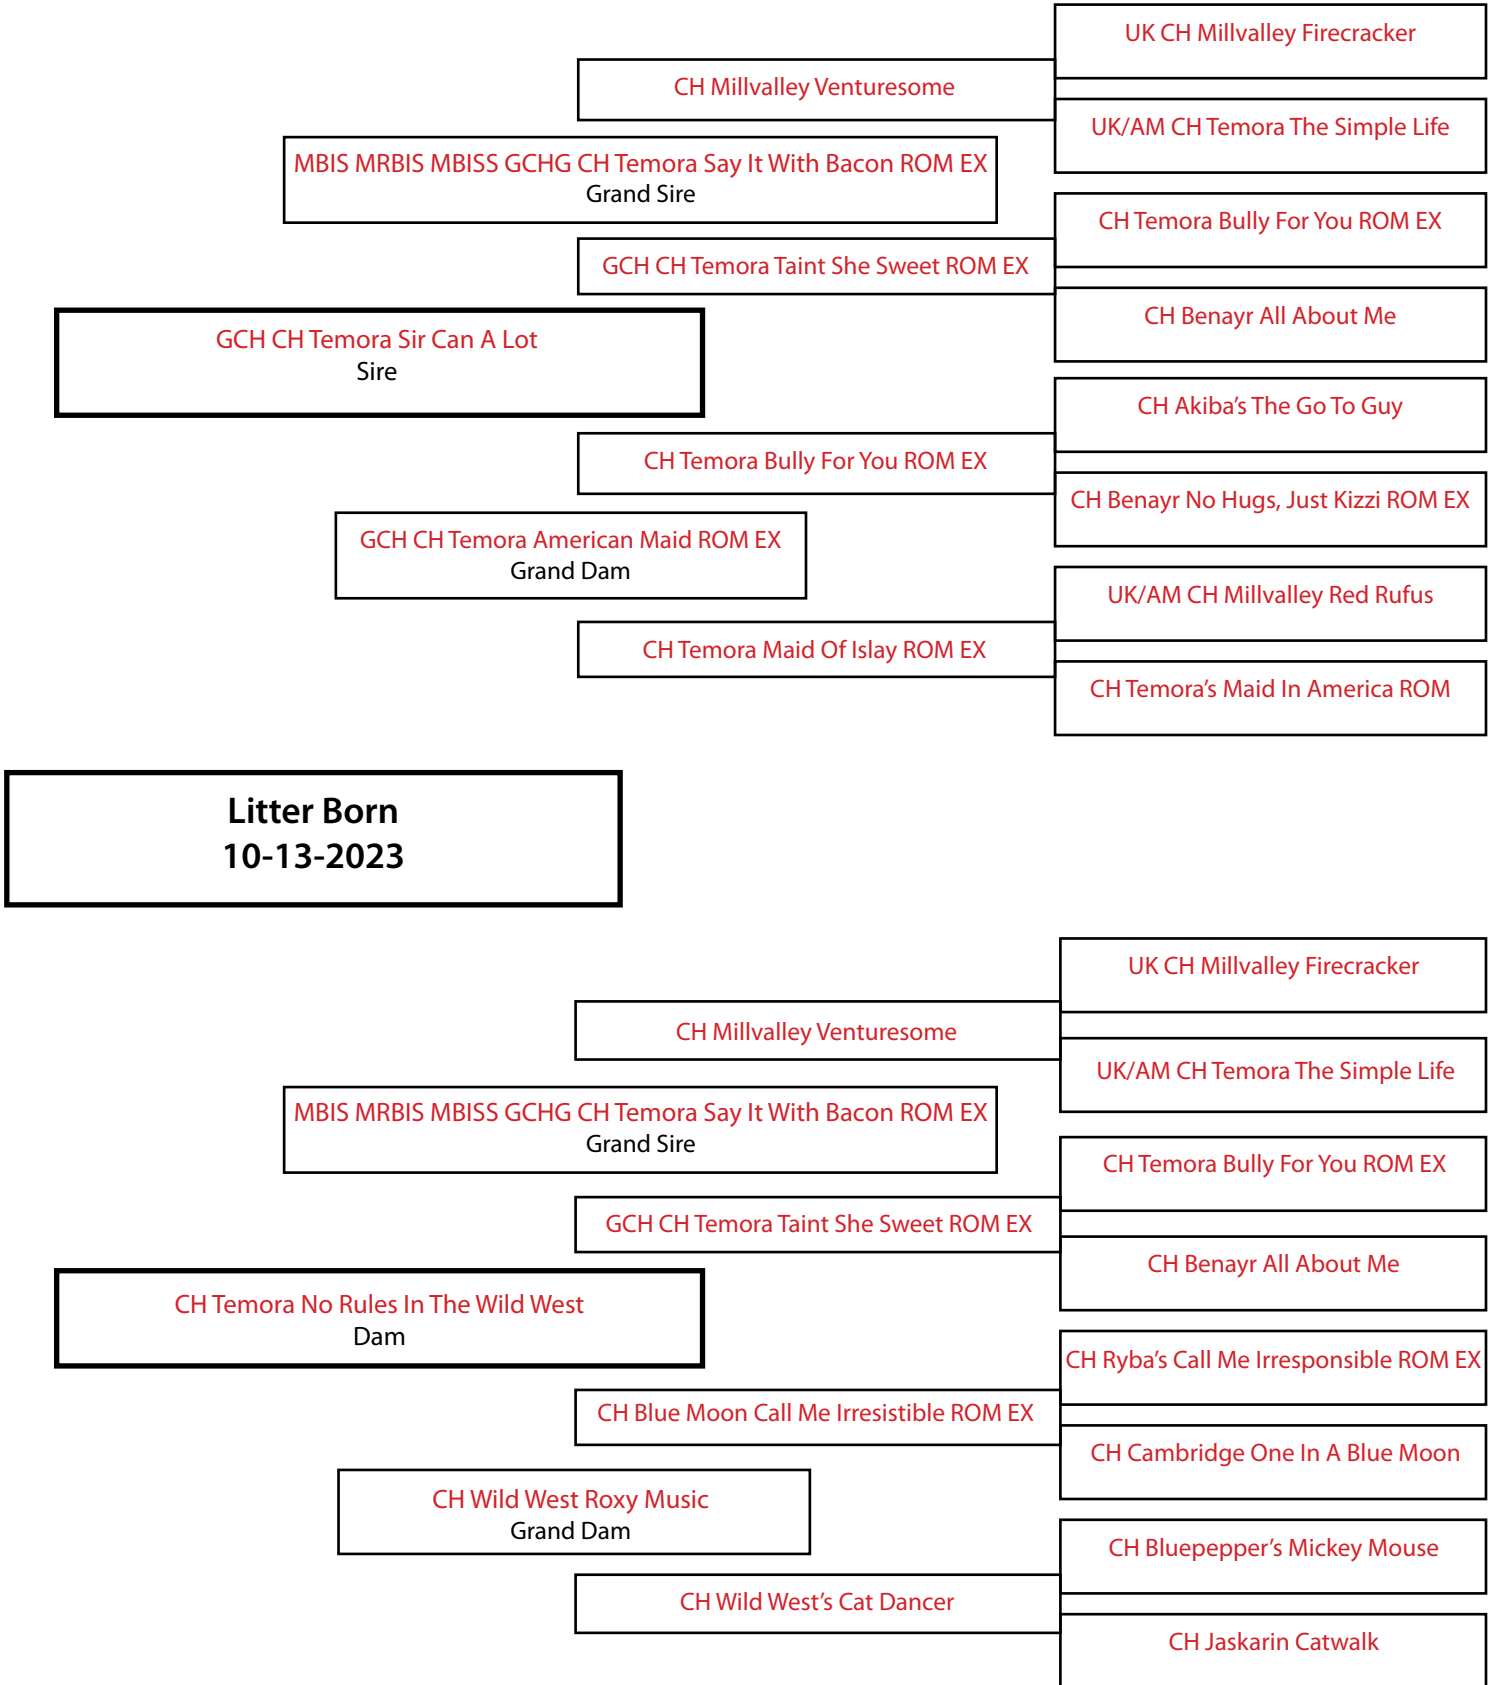 UK CH Millvalley Firecracker
CH Millvalley Venturesome
UK/AM CH Temora The Simple Life
MBIS MRBIS MBISS GCHG CH Temora Say It With Bacon ROM EX
Grand Sire
CH Temora Bully For You ROM EX
GCH CH Temora Taint She Sweet ROM EX
CH Benayr All About Me
GCH CH Temora Sir Can A Lot
Sire
CH Akiba’s The Go To Guy
CH Temora Bully For You ROM EX
CH Benayr No Hugs, Just Kizzi ROM EX
GCH CH Temora American Maid ROM EX
Grand Dam
UK/AM CH Millvalley Red Rufus
CH Temora Maid Of Islay ROM EX
CH Temora’s Maid In America ROM
Litter Born
10-13-2023
UK CH Millvalley Firecracker
CH Millvalley Venturesome
UK/AM CH Temora The Simple Life
MBIS MRBIS MBISS GCHG CH Temora Say It With Bacon ROM EX
Grand Sire
CH Temora Bully For You ROM EX
GCH CH Temora Taint She Sweet ROM EX
CH Benayr All About Me
CH Temora No Rules In The Wild West
Dam
CH Ryba’s Call Me Irresponsible ROM EX
CH Blue Moon Call Me Irresistible ROM EX
CH Cambridge One In A Blue Moon
CH Wild West Roxy Music
Grand Dam
CH Bluepepper’s Mickey Mouse
CH Wild West’s Cat Dancer
CH Jaskarin Catwalk